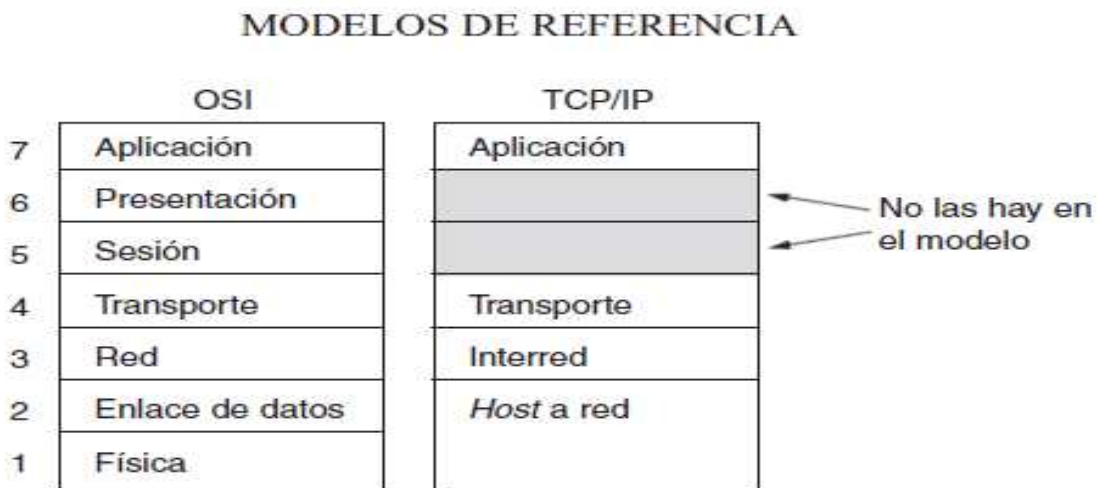 MODELOS DE REFERENCIA
OSI TCP/IP
7 Aplicación Aplicación
6 Presentación
No las hay en
el modelo
5 Sesión
4 Transporte Transporte
3 Red Interred
2 Enlace de datos Host a red
1 Física